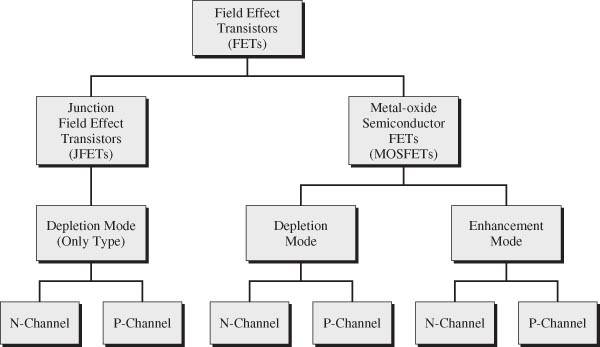 Field Effect
Transistors
(FETs)
Junction
Field Effect
Transistors
(JFETs)
Metal-oxide
Semiconductor
FETs
(MOSFETs)
Depletion Mode
(Only Type)
Depletion
Mode
Enhancement
Mode
N-Channel
P-Channel
N-Channel
P-Channel
N-Channel
P-Channel